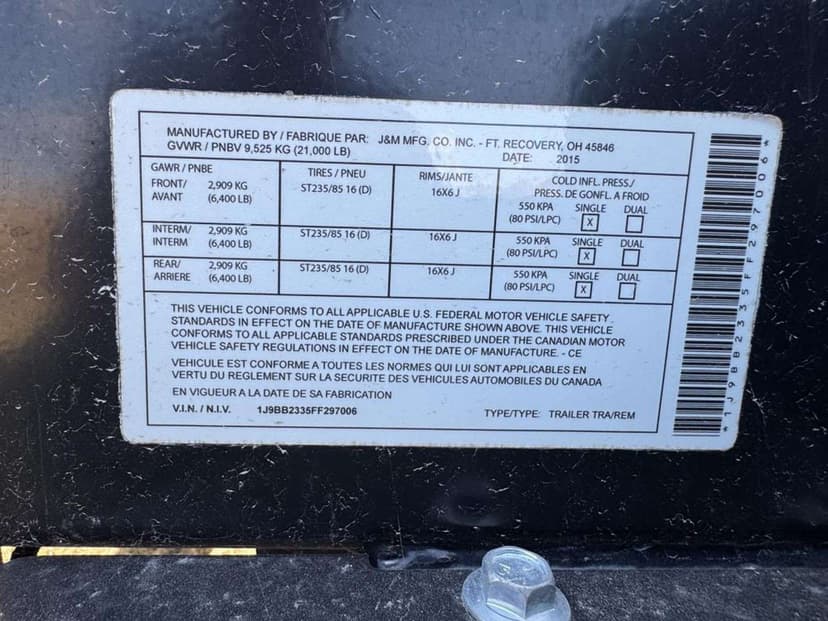 MANUFACTURED BY / FABRIQUE PAR: J&M MFG. CO. INC. - FT. RECOVERY, OH 45846
GVWR / PNBV 9,525 KG (21,000 LB) DATE: 2015
GAWR / PNBE TIRES / PNEU RIMS/JANTE COLD INFL. PRESS./
PRESS. DE GONFL. A FROID
FRONT/ 2,909 KG ST235/85 16 (D) 16X6 J 550 KPA SINGLE DUAL
AVANT (6,400 LB) (80 PSI/LPC) X
INTERM/ 2,909 KG ST235/85 16 (D) 16X6 J 550 KPA SINGLE DUAL
INTERM (6,400 LB) (80 PSI/LPC) X
REAR/ 2,909 KG ST235/85 16 (D) 16X6 J 550 KPA SINGLE DUAL
ARRIERE (6,400 LB) (80 PSI/LPC) X
THIS VEHICLE CONFORMS TO ALL APPLICABLE U.S. FEDERAL MOTOR VEHICLE SAFETY
STANDARDS IN EFFECT ON THE DATE OF MANUFACTURE SHOWN ABOVE. THIS VEHICLE
CONFORMS TO ALL APPLICABLE STANDARDS PRESCRIBED UNDER THE CANADIAN MOTOR
VEHICLE SAFETY REGULATIONS IN EFFECT ON THE DATE OF MANUFACTURE. - CE
VEHICULE EST CONFORME A TOUTES LES NORMES QUI LUI SONT APPLICABLES EN
VERTU DU REGLEMENT SUR LA SECURITE DES VEHICULES AUTOMOBILES DU CANADA
EN VIGUEUR A LA DATE DE SA FABRICATION
V.I.N. / N.I.V. 1J9BB2335FF297006 TYPE/TYPE: TRAILER TRA/REM
*1J9BB2335FF297006*